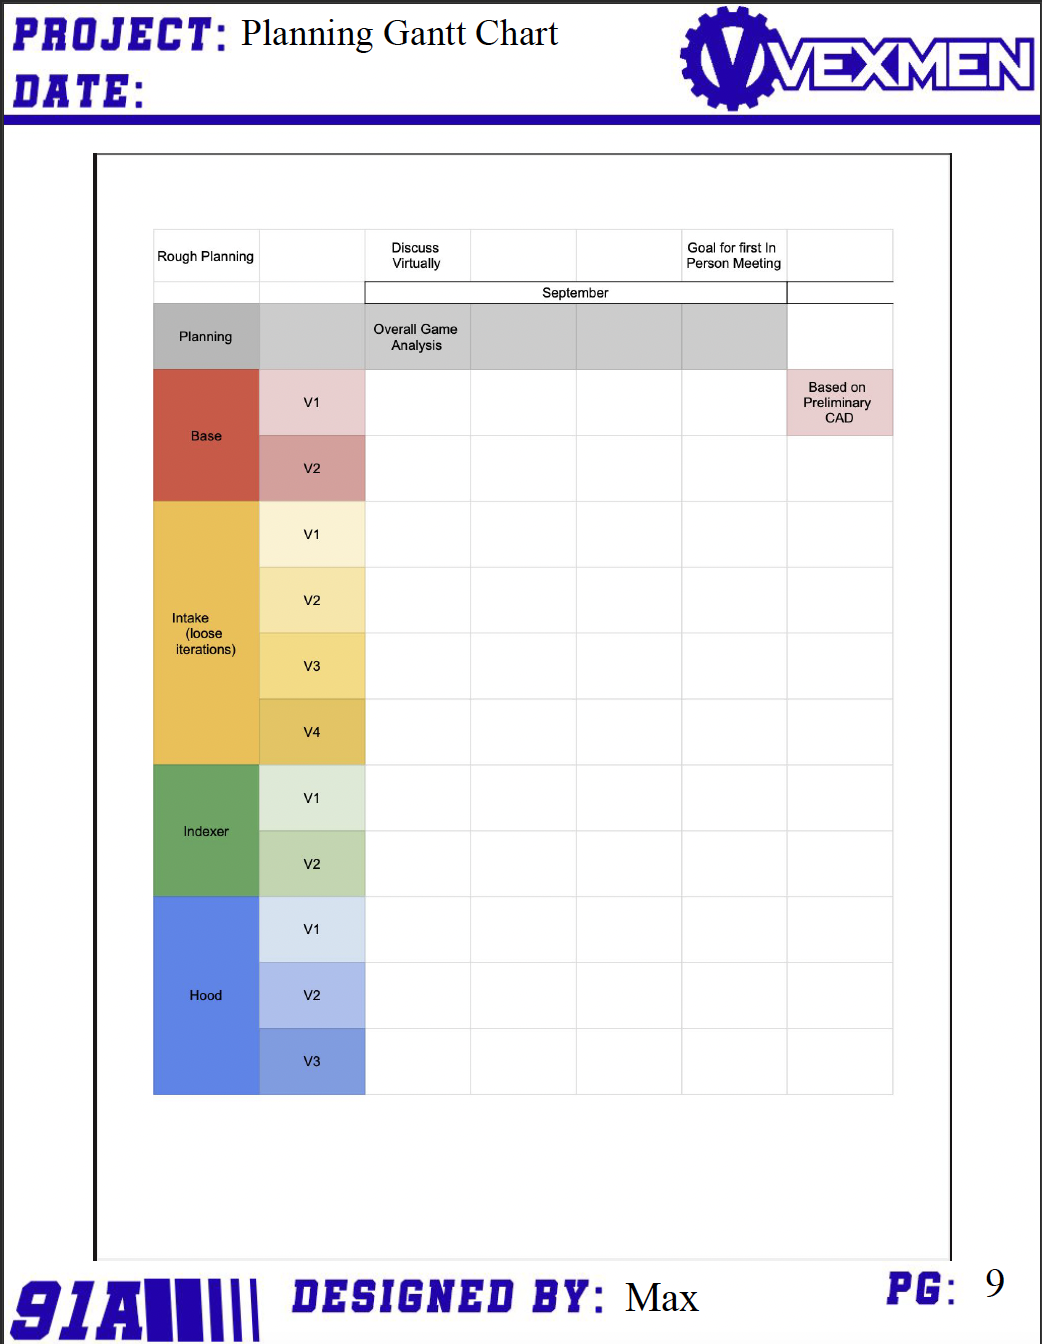 PROJECT: Planning Gantt Chart
VEXMEN
DATE:
Rough Planning
Discuss
Virtually
Goal for first In
Person Meeting
September
Planning
Overall Game
Analysis
Base
V1
Based on
Preliminary
CAD
V2
Intake
(loose
iterations)
V1
V2
V3
V4
Indexer
V1
V2
Hood
V1
V2
V3
91A
DESIGNED BY: Max
PG: 9